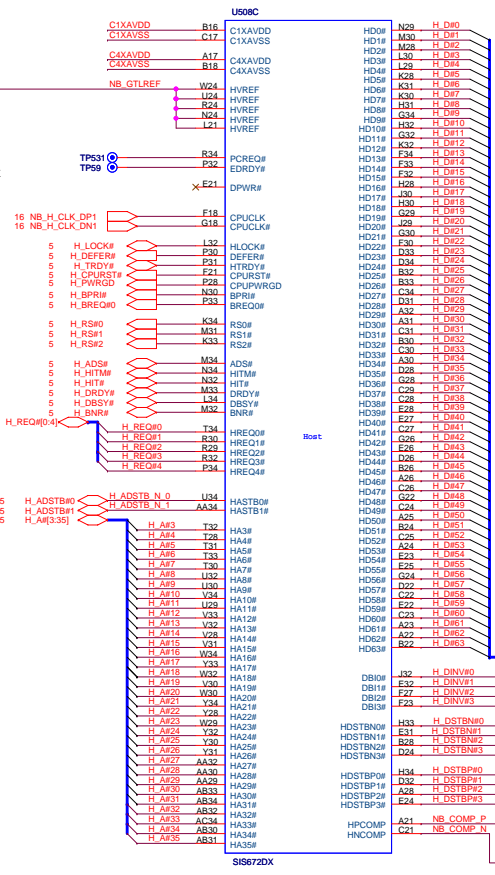 U508C
C1XAVDD B16 C1XAVDD
C1XAVSS C17 C1XAVSS
C4XAVDD A17 C4XAVDD
C4XAVSS B18 C4XAVSS
NB_GTLREF W24 HVREF
U24 HVREF
R24 HVREF
N24 HVREF
L21 HVREF
TP531 R34 PCREQ#
TP59 P32 EDRDY#
E21 DPWR#
16 NB_H_CLK_DP1 F18 CPUCLK
16 NB_H_CLK_DN1 G18 CPUCLK#
5 H_LOCK# L32 HLOCK#
5 H_DEFER# P30 DEFER#
5 H_TRDY# P31 HTRDY#
5 H_CPURST# F21 CPURST#
5 H_PWRGD P28 CPUPWRGD
5 H_BPRI# N30 BPRI#
5 H_BREQ#0 P33 BREQ0#
5 H_RS#0 K34 RS0#
5 H_RS#1 M31 RS1#
5 H_RS#2 K33 RS2#
5 H_ADS# M34 ADS#
5 H_HITM# N34 HITM#
5 H_HIT# N32 HIT#
5 H_DRDY# M33 DRDY#
5 H_DBSY# L34 DBSY#
5 H_BNR# M32 BNR#
H_REQ#[0:4]
H_REQ#0 T34 HREQ0#
H_REQ#1 R30 HREQ1#
H_REQ#2 R29 HREQ2#
H_REQ#3 R32 HREQ3#
H_REQ#4 P34 HREQ4#
5 H_ADSTB#0 H_ADSTB_N_0 U34 HASTB0#
5 H_ADSTB#1 H_ADSTB_N_1 AA34 HASTB1#
5 H_A#[3:35]
H_A#3 T32 HA3#
H_A#4 T28 HA4#
H_A#5 T31 HA5#
H_A#6 T33 HA6#
H_A#7 T30 HA7#
H_A#8 U32 HA8#
H_A#9 U30 HA9#
H_A#10 V34 HA10#
H_A#11 U29 HA11#
H_A#12 V33 HA12#
H_A#13 V32 HA13#
H_A#14 V28 HA14#
H_A#15 V31 HA15#
H_A#16 W34 HA16#
H_A#17 Y33 HA17#
H_A#18 W32 HA18#
H_A#19 V30 HA19#
H_A#20 W30 HA20#
H_A#21 Y34 HA21#
H_A#22 Y28 HA22#
H_A#23 W29 HA23#
H_A#24 Y32 HA24#
H_A#25 Y30 HA25#
H_A#26 Y31 HA26#
H_A#27 AA32 HA27#
H_A#28 AA30 HA28#
H_A#29 AA29 HA29#
H_A#30 AB33 HA30#
H_A#31 AB34 HA31#
H_A#32 AB32 HA32#
H_A#33 AC34 HA33#
H_A#34 AB30 HA34#
H_A#35 AB31 HA35#
Host
HD0# N29 H_D#0
HD1# M30 H_D#1
HD2# M28 H_D#2
HD3# L30 H_D#3
HD4# L29 H_D#4
HD5# K28 H_D#5
HD6# K31 H_D#6
HD7# K30 H_D#7
HD8# H31 H_D#8
HD9# G34 H_D#9
HD10# H32 H_D#10
HD11# G32 H_D#11
HD12# K32 H_D#12
HD13# F34 H_D#13
HD14# F33 H_D#14
HD15# F32 H_D#15
HD16# H28 H_D#16
HD17# J30 H_D#17
HD18# H30 H_D#18
HD19# G29 H_D#19
HD20# J29 H_D#20
HD21# G30 H_D#21
HD22# F30 H_D#22
HD23# D33 H_D#23
HD24# D34 H_D#24
HD25# B32 H_D#25
HD26# B33 H_D#26
HD27# C34 H_D#27
HD28# D31 H_D#28
HD29# A32 H_D#29
HD30# A31 H_D#30
HD31# C31 H_D#31
HD32# B30 H_D#32
HD33# C30 H_D#33
HD34# A30 H_D#34
HD35# D28 H_D#35
HD36# G28 H_D#36
HD37# C29 H_D#37
HD38# C28 H_D#38
HD39# E28 H_D#39
HD40# E27 H_D#40
HD41# C27 H_D#41
HD42# G26 H_D#42
HD43# E26 H_D#43
HD44# D26 H_D#44
HD45# B26 H_D#45
HD46# A26 H_D#46
HD47# C26 H_D#47
HD48# G22 H_D#48
HD49# C24 H_D#49
HD50# A25 H_D#50
HD51# B24 H_D#51
HD52# C25 H_D#52
HD53# A24 H_D#53
HD54# E23 H_D#54
HD55# E25 H_D#55
HD56# G24 H_D#56
HD57# D22 H_D#57
HD58# C22 H_D#58
HD59# E22 H_D#59
HD60# C23 H_D#60
HD61# A23 H_D#61
HD62# A22 H_D#62
HD63# B22 H_D#63
DBI0# J32 H_DINV#0
DBI1# E32 H_DINV#1
DBI2# F27 H_DINV#2
DBI3# F23 H_DINV#3
HDSTBN0# H33 H_DSTBN#0
HDSTBN1# E31 H_DSTBN#1
HDSTBN2# B28 H_DSTBN#2
HDSTBN3# D24 H_DSTBN#3
HDSTBP0# H34 H_DSTBP#0
HDSTBP1# D32 H_DSTBP#1
HDSTBP2# A28 H_DSTBP#2
HDSTBP3# E24 H_DSTBP#3
HPCOMP A21 NB_COMP_P
HNCOMP C21 NB_COMP_N
SIS672DX